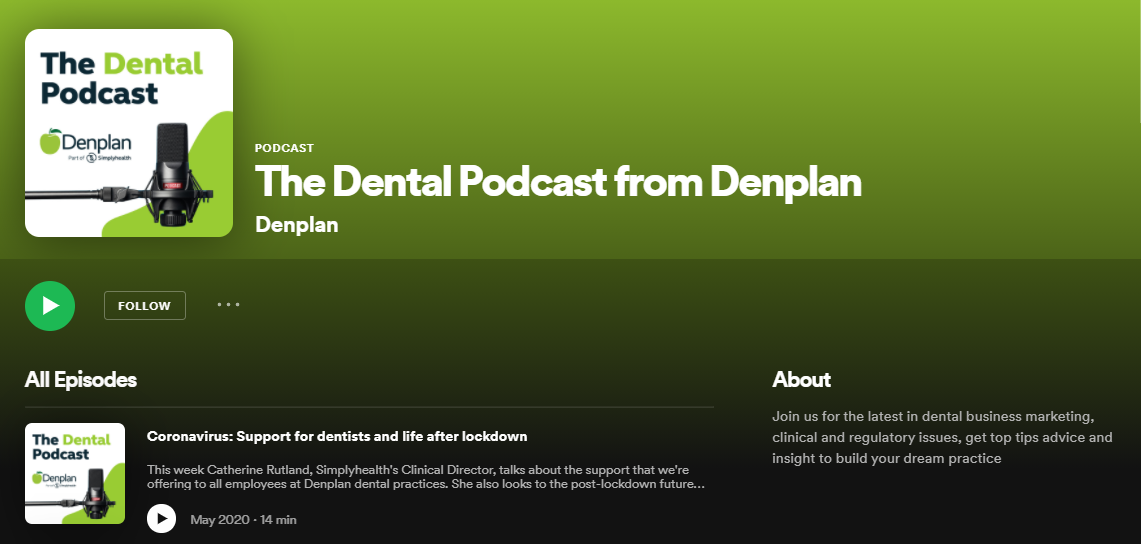 The Dental
Podcast
Denplan
Part of Simplyhealth
PODCAST
The Dental Podcast from Denplan
Denplan
FOLLOW
All Episodes
The Dental
Podcast
Denplan
Coronavirus: Support for dentists and life after lockdown
This week Catherine Rutland, Simplyhealth's Clinical Director, talks about the support that we're
offering to all employees at Denplan dental practices. She also looks to the post-lockdown future...
May 2020 · 14 min
About
Join us for the latest in dental business marketing,
clinical and regulatory issues, get top tips advice and
insight to build your dream practice